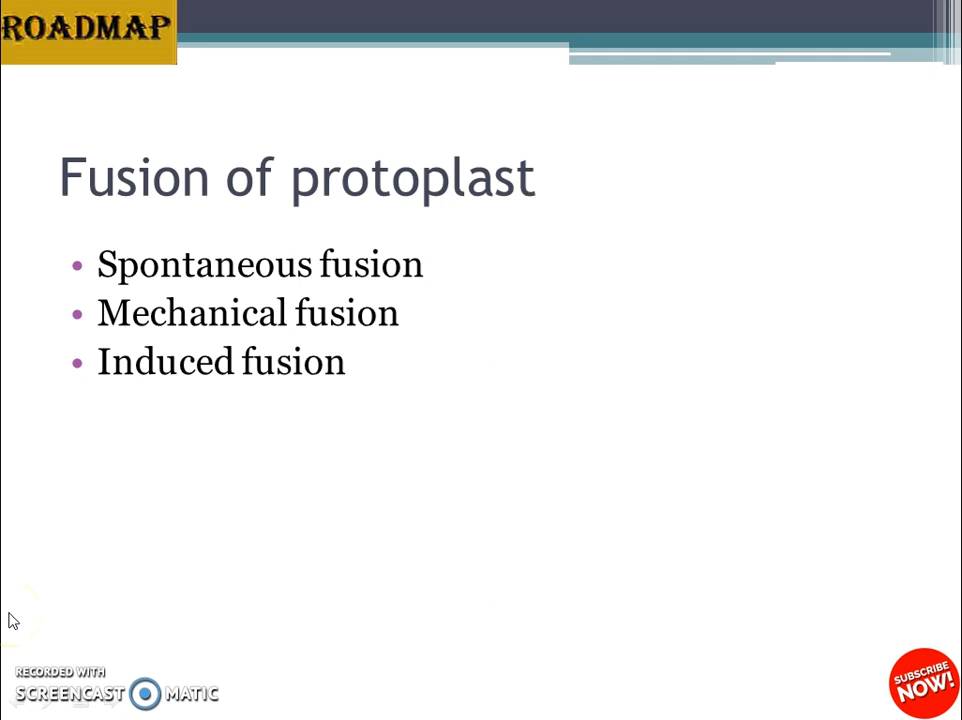 ROADMAP
Fusion of protoplast
• Spontaneous fusion
• Mechanical fusion
• Induced fusion
RECORDED WITH
SCREENCAST MATIC
SUBSCRIBE
NOW!